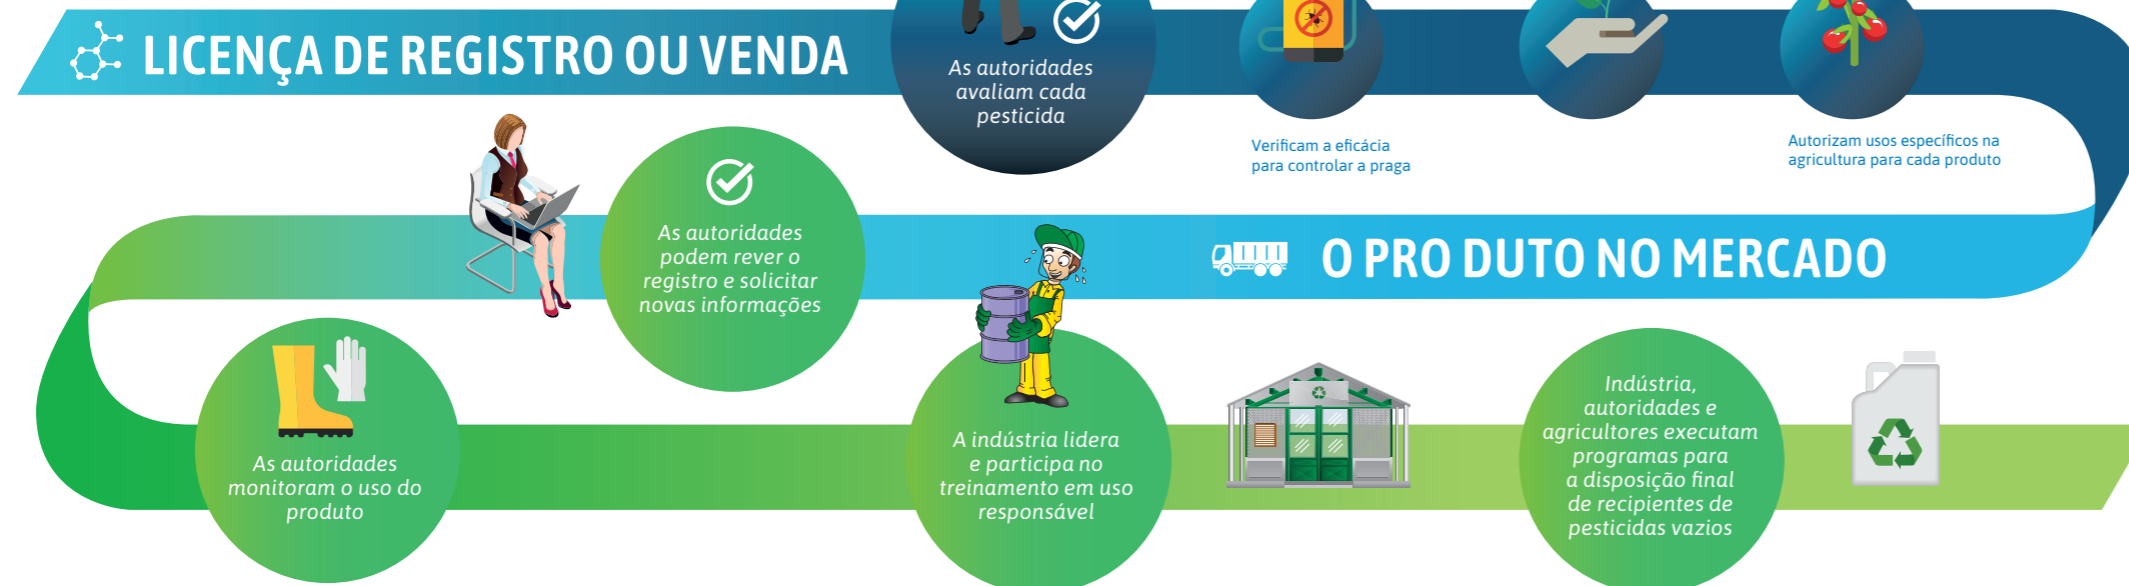 LICENÇA DE REGISTRO OU VENDA
As autoridades
avaliam cada
pesticida
Verificam a eficácia
para controlar a praga
Autorizam usos específicos na
agricultura para cada produto
O PRO DUTO NO MERCADO
As autoridades
podem rever o
registro e solicitar
novas informações
As autoridades
monitoram o uso do
produto
A indústria lidera
e participa no
treinamento em uso
responsável
Indústria,
autoridades e
agricultores executam
programas para
a disposição final
de recipientes de
pesticidas vazios